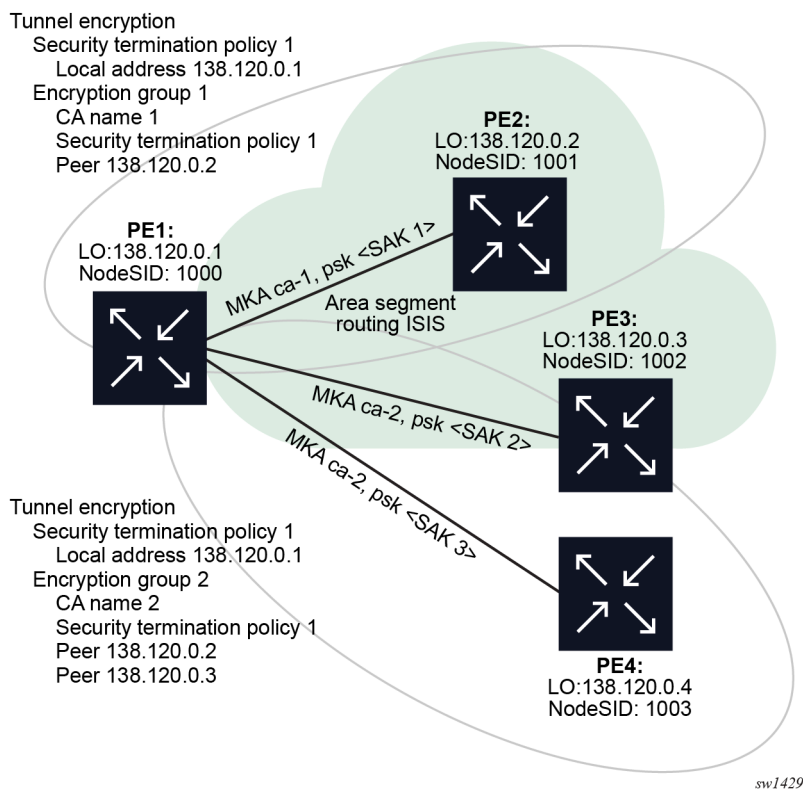 Tunnel encryption
Security termination policy 1
Local address 138.120.0.1
Encryption group 1
CA name 1
Security termination policy 1
Peer 138.120.0.2
PE2:
LO:138.120.0.2
NodeSID: 1001
PE1:
LO:138.120.0.1
NodeSID: 1000
MKA ca-1, psk <SAK 1>
Area segment
routing ISIS
PE3:
LO:138.120.0.3
NodeSID: 1002
MKA ca-2, psk <SAK 2>
MKA ca-2, psk <SAK 3>
Tunnel encryption
Security termination policy 1
Local address 138.120.0.1
Encryption group 2
CA name 2
Security termination policy 1
Peer 138.120.0.2
Peer 138.120.0.3
PE4:
LO:138.120.0.4
NodeSID: 1003
sw1429